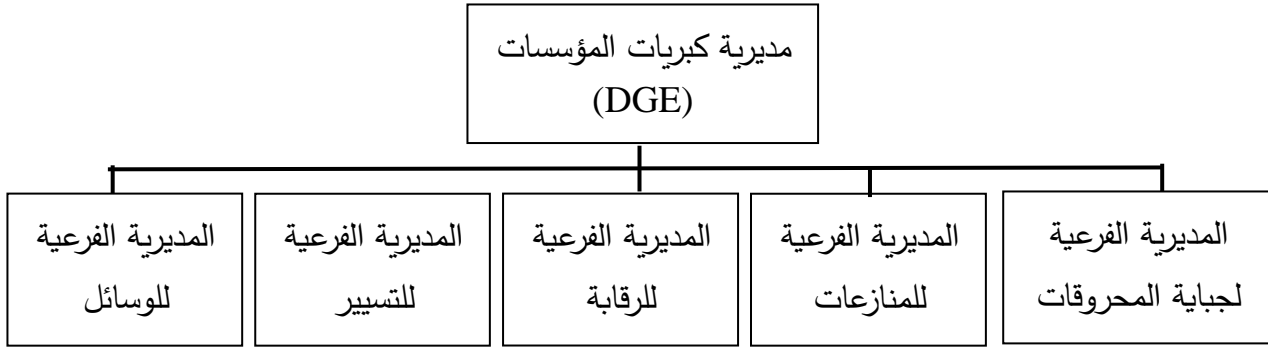 مديرية كبريات المؤسسات
(DGE)
المديرية الفرعية
لجباية المحروقات
المديرية الفرعية
للمنازعات
المديرية الفرعية
للرقابة
المديرية الفرعية
للتسيير
المديرية الفرعية
للوسائل